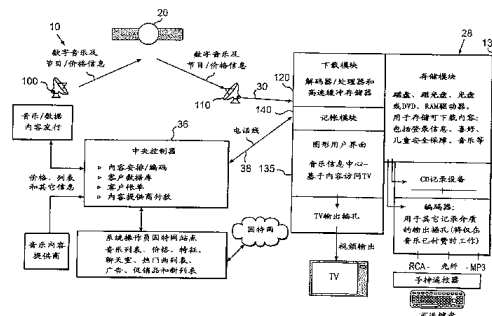 10
20
数字音乐及
节目/价格信息
数字音乐及
节目/价格信息
100
110
30
120
140
135
28
13
音乐/数据
内容发行
36
中央控制器
内容安排/编码
客户数据库
客户帐单
内容提供商付款
价格、列表
和其它信息
音乐内容
提供商
电话线
38
系统操作员因特网站点
音乐列表、价格、特征、
聊天室、热门曲列表、
广告、促销品和新列表
因特网
下载模块
解码器/处理器和
高速缓冲存储器
记帐模块
图形用户界面
音乐信息中心-
基于内容访问TV
TV输出插孔
视频输出
TV
存储模块
磁盘、磁光盘、光盘
或DVD、RAM驱动器,
用于存储可下载内容;
包括登录信息、喜好、
儿童安全保障、音乐等
CD记录设备
编码器:
用于其它记录介质
的输出插孔(将仅在
音乐已付费时工作)
RCA- 光纤 -MP3
手持遥控器